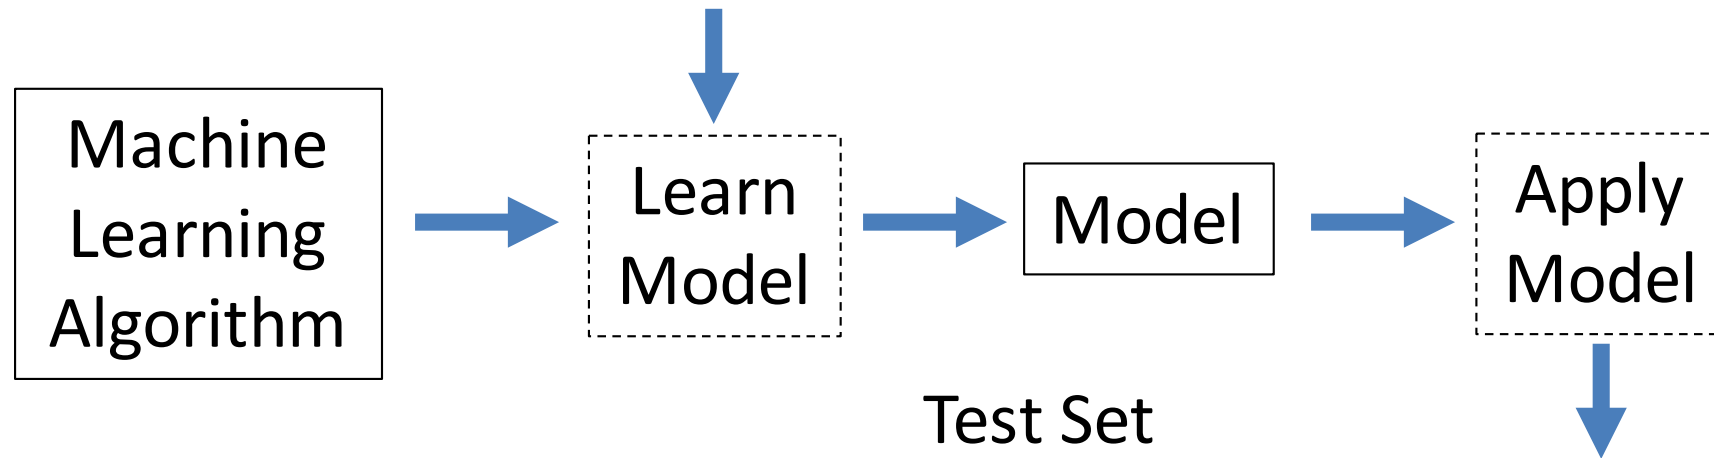 Machine
Learning
Algorithm
Learn
Model
Model
Apply
Model
Test Set